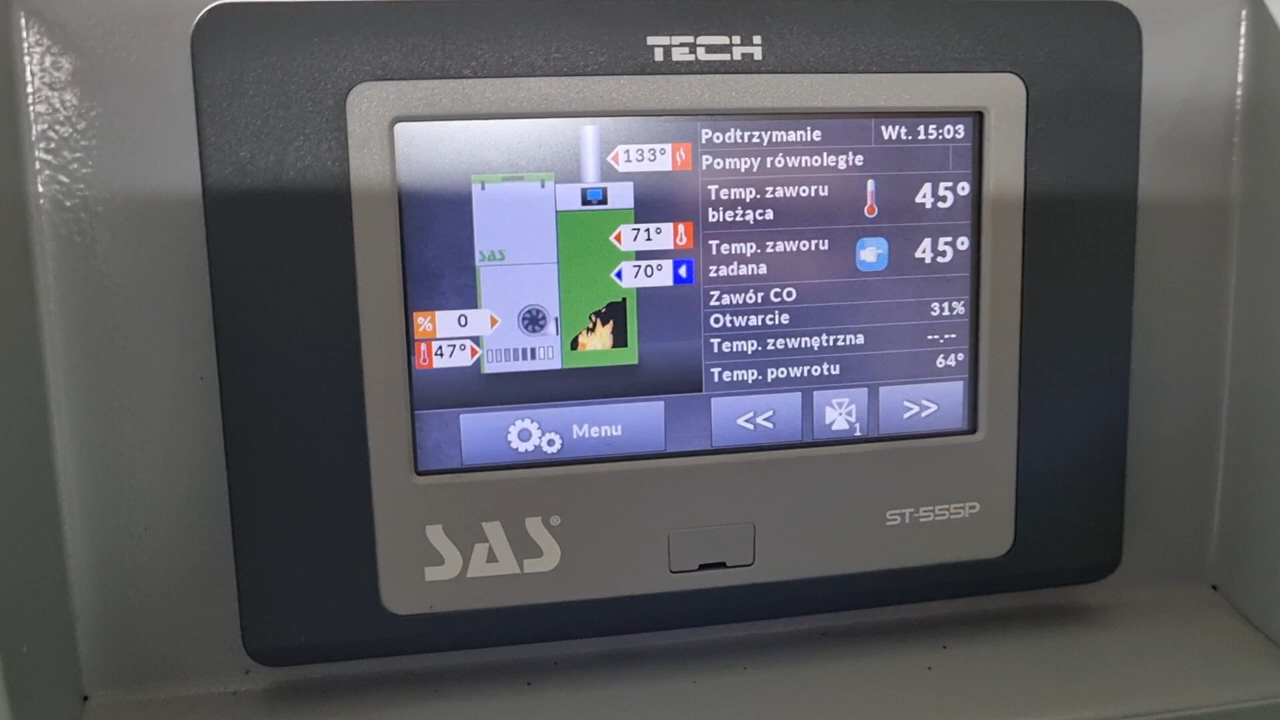 TECH
Podtrzymanie Wt. 15:03
Pompy równoległe
133°
Temp. zaworu
bieżąca
45°
71°
70°
Temp. zaworu
zadana
45°
SAS
% 0
47°
Zawór CO
Otwarcie 31%
Temp. zewnętrzna --.--
Temp. powrotu 64°
Menu
<< 1 >>
SAS®
ST-555P